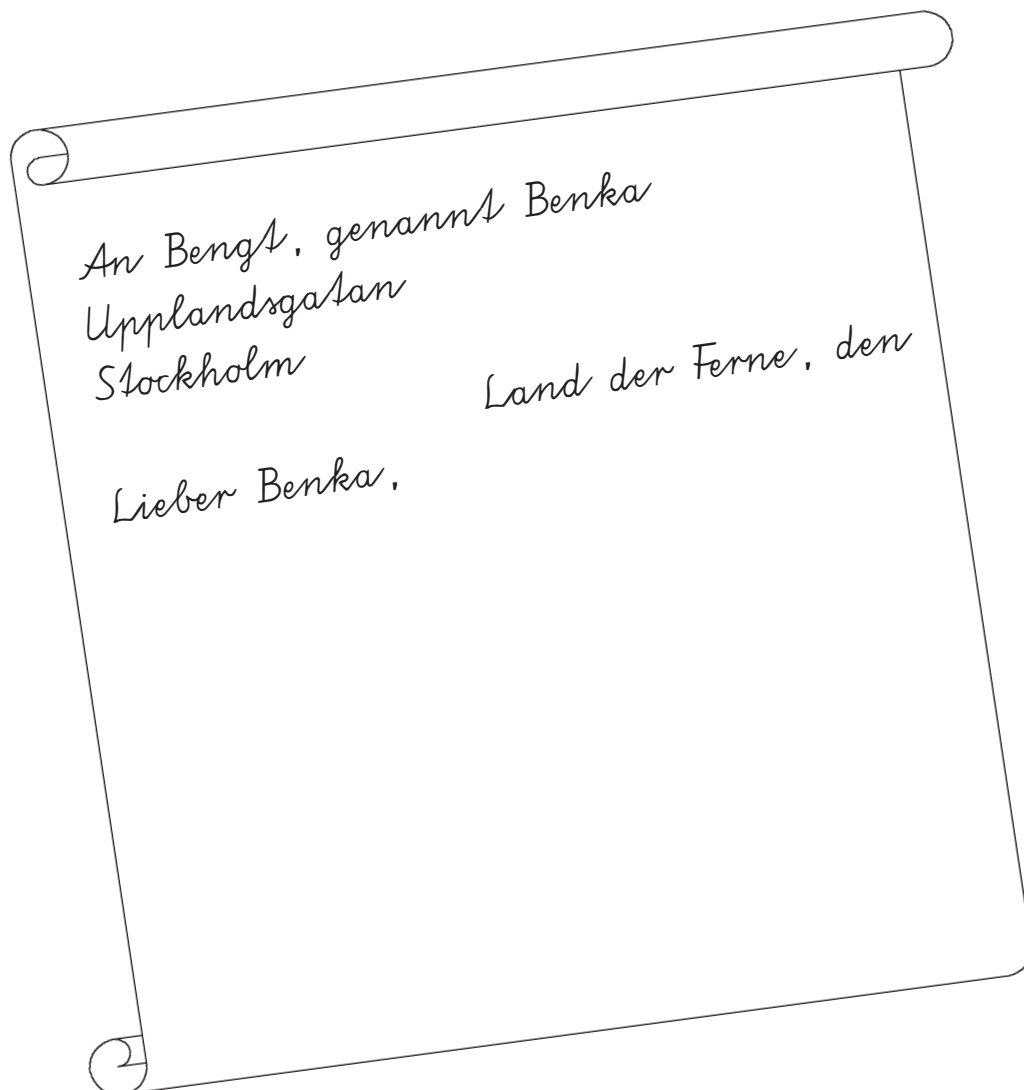 An Bengt, genannt Benka
Upplandsgatan
Stockholm
Land der Ferne, den
Lieber Benka,